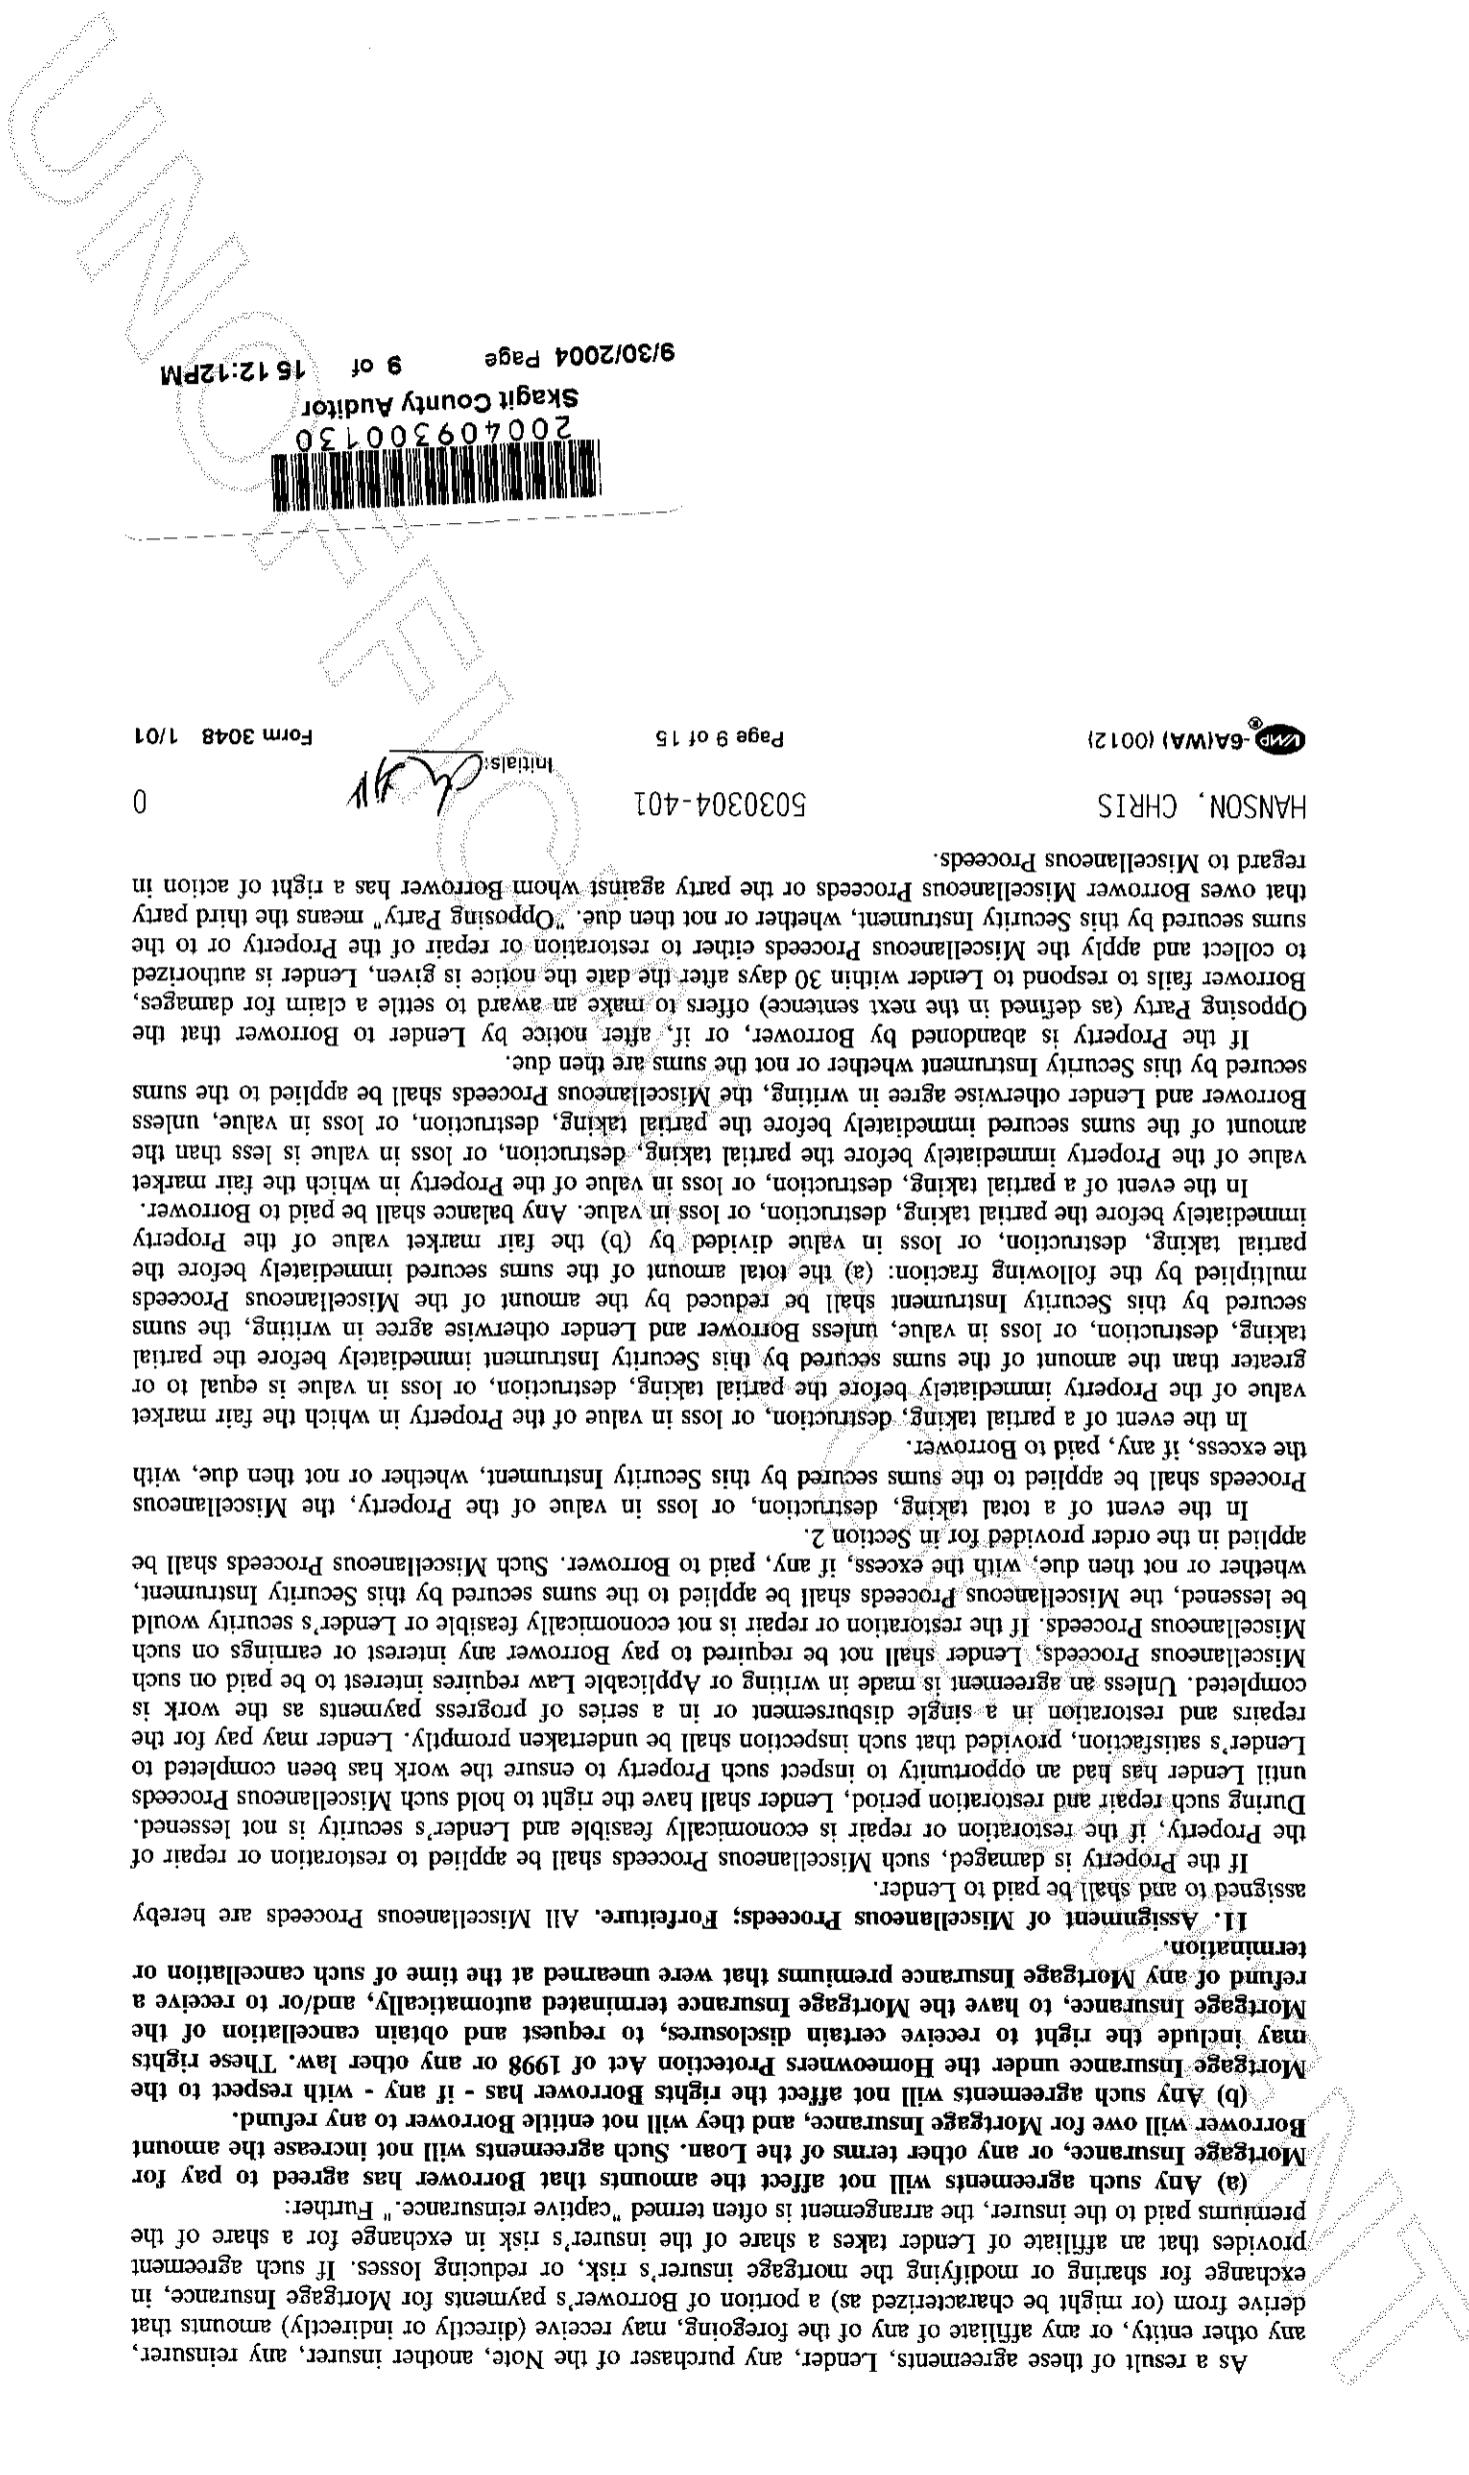 As a result of these agreements, Lender, any purchaser of the Note, another insurer, any reinsurer,
any other entity, or any affiliate of any of the foregoing, may receive (directly or indirectly) amounts that
derive from (or might be characterized as) a portion of Borrower's payments for Mortgage Insurance, in
exchange for sharing or modifying the mortgage insurer's risk, or reducing losses. If such agreement
provides that an affiliate of Lender takes a share of the insurer's risk in exchange for a share of the
premiums paid to the insurer, the arrangement is often termed "captive reinsurance." Further:
(a) Any such agreements will not affect the amounts that Borrower has agreed to pay for
Mortgage Insurance, or any other terms of the Loan. Such agreements will not increase the amount
Borrower will owe for Mortgage Insurance, and they will not entitle Borrower to any refund.
(b) Any such agreements will not affect the rights Borrower has - if any - with respect to the
Mortgage Insurance under the Homeowners Protection Act of 1998 or any other law. These rights
may include the right to receive certain disclosures, to request and obtain cancellation of the
Mortgage Insurance, to have the Mortgage Insurance terminated automatically, and/or to receive a
refund of any Mortgage Insurance premiums that were unearned at the time of such cancellation or
termination.
11. Assignment of Miscellaneous Proceeds; Forfeiture. All Miscellaneous Proceeds are hereby
assigned to and shall be paid to Lender.
If the Property is damaged, such Miscellaneous Proceeds shall be applied to restoration or repair of
the Property, if the restoration or repair is economically feasible and Lender's security is not lessened.
During such repair and restoration period, Lender shall have the right to hold such Miscellaneous Proceeds
until Lender has had an opportunity to inspect such Property to ensure the work has been completed to
Lender's satisfaction, provided that such inspection shall be undertaken promptly. Lender may pay for the
repairs and restoration in a single disbursement or in a series of progress payments as the work is
completed. Unless an agreement is made in writing or Applicable Law requires interest to be paid on such
Miscellaneous Proceeds, Lender shall not be required to pay Borrower any interest or earnings on such
Miscellaneous Proceeds. If the restoration or repair is not economically feasible or Lender's security would
be lessened, the Miscellaneous Proceeds shall be applied to the sums secured by this Security Instrument,
whether or not then due, with the excess, if any, paid to Borrower. Such Miscellaneous Proceeds shall be
applied in the order provided for in Section 2.
In the event of a total taking, destruction, or loss in value of the Property, the Miscellaneous
Proceeds shall be applied to the sums secured by this Security Instrument, whether or not then due, with
the excess, if any, paid to Borrower.
In the event of a partial taking, destruction, or loss in value of the Property in which the fair market
value of the Property immediately before the partial taking, destruction, or loss in value is equal to or
greater than the amount of the sums secured by this Security Instrument immediately before the partial
taking, destruction, or loss in value, unless Borrower and Lender otherwise agree in writing, the sums
secured by this Security Instrument shall be reduced by the amount of the Miscellaneous Proceeds
multiplied by the following fraction: (a) the total amount of the sums secured immediately before the
partial taking, destruction, or loss in value divided by (b) the fair market value of the Property
immediately before the partial taking, destruction, or loss in value. Any balance shall be paid to Borrower.
In the event of a partial taking, destruction, or loss in value of the Property in which the fair market
value of the Property immediately before the partial taking, destruction, or loss in value is less than the
amount of the sums secured immediately before the partial taking, destruction, or loss in value, unless
Borrower and Lender otherwise agree in writing, the Miscellaneous Proceeds shall be applied to the sums
secured by this Security Instrument whether or not the sums are then due.
If the Property is abandoned by Borrower, or if, after notice by Lender to Borrower that the
Opposing Party (as defined in the next sentence) offers to make an award to settle a claim for damages,
Borrower fails to respond to Lender within 30 days after the date the notice is given, Lender is authorized
to collect and apply the Miscellaneous Proceeds either to restoration or repair of the Property or to the
sums secured by this Security Instrument, whether or not then due. "Opposing Party" means the third party
that owes Borrower Miscellaneous Proceeds or the party against whom Borrower has a right of action in
regard to Miscellaneous Proceeds.
HANSON, CHRIS 5030304-401 0
Initials:
VMP®-6A(WA) (0012) Page 9 of 15 Form 3048 1/01
200409300130
Skagit County Auditor
9/30/2004 Page 9 of 15 12:12PM
UNOFFICIAL DOCUMENT